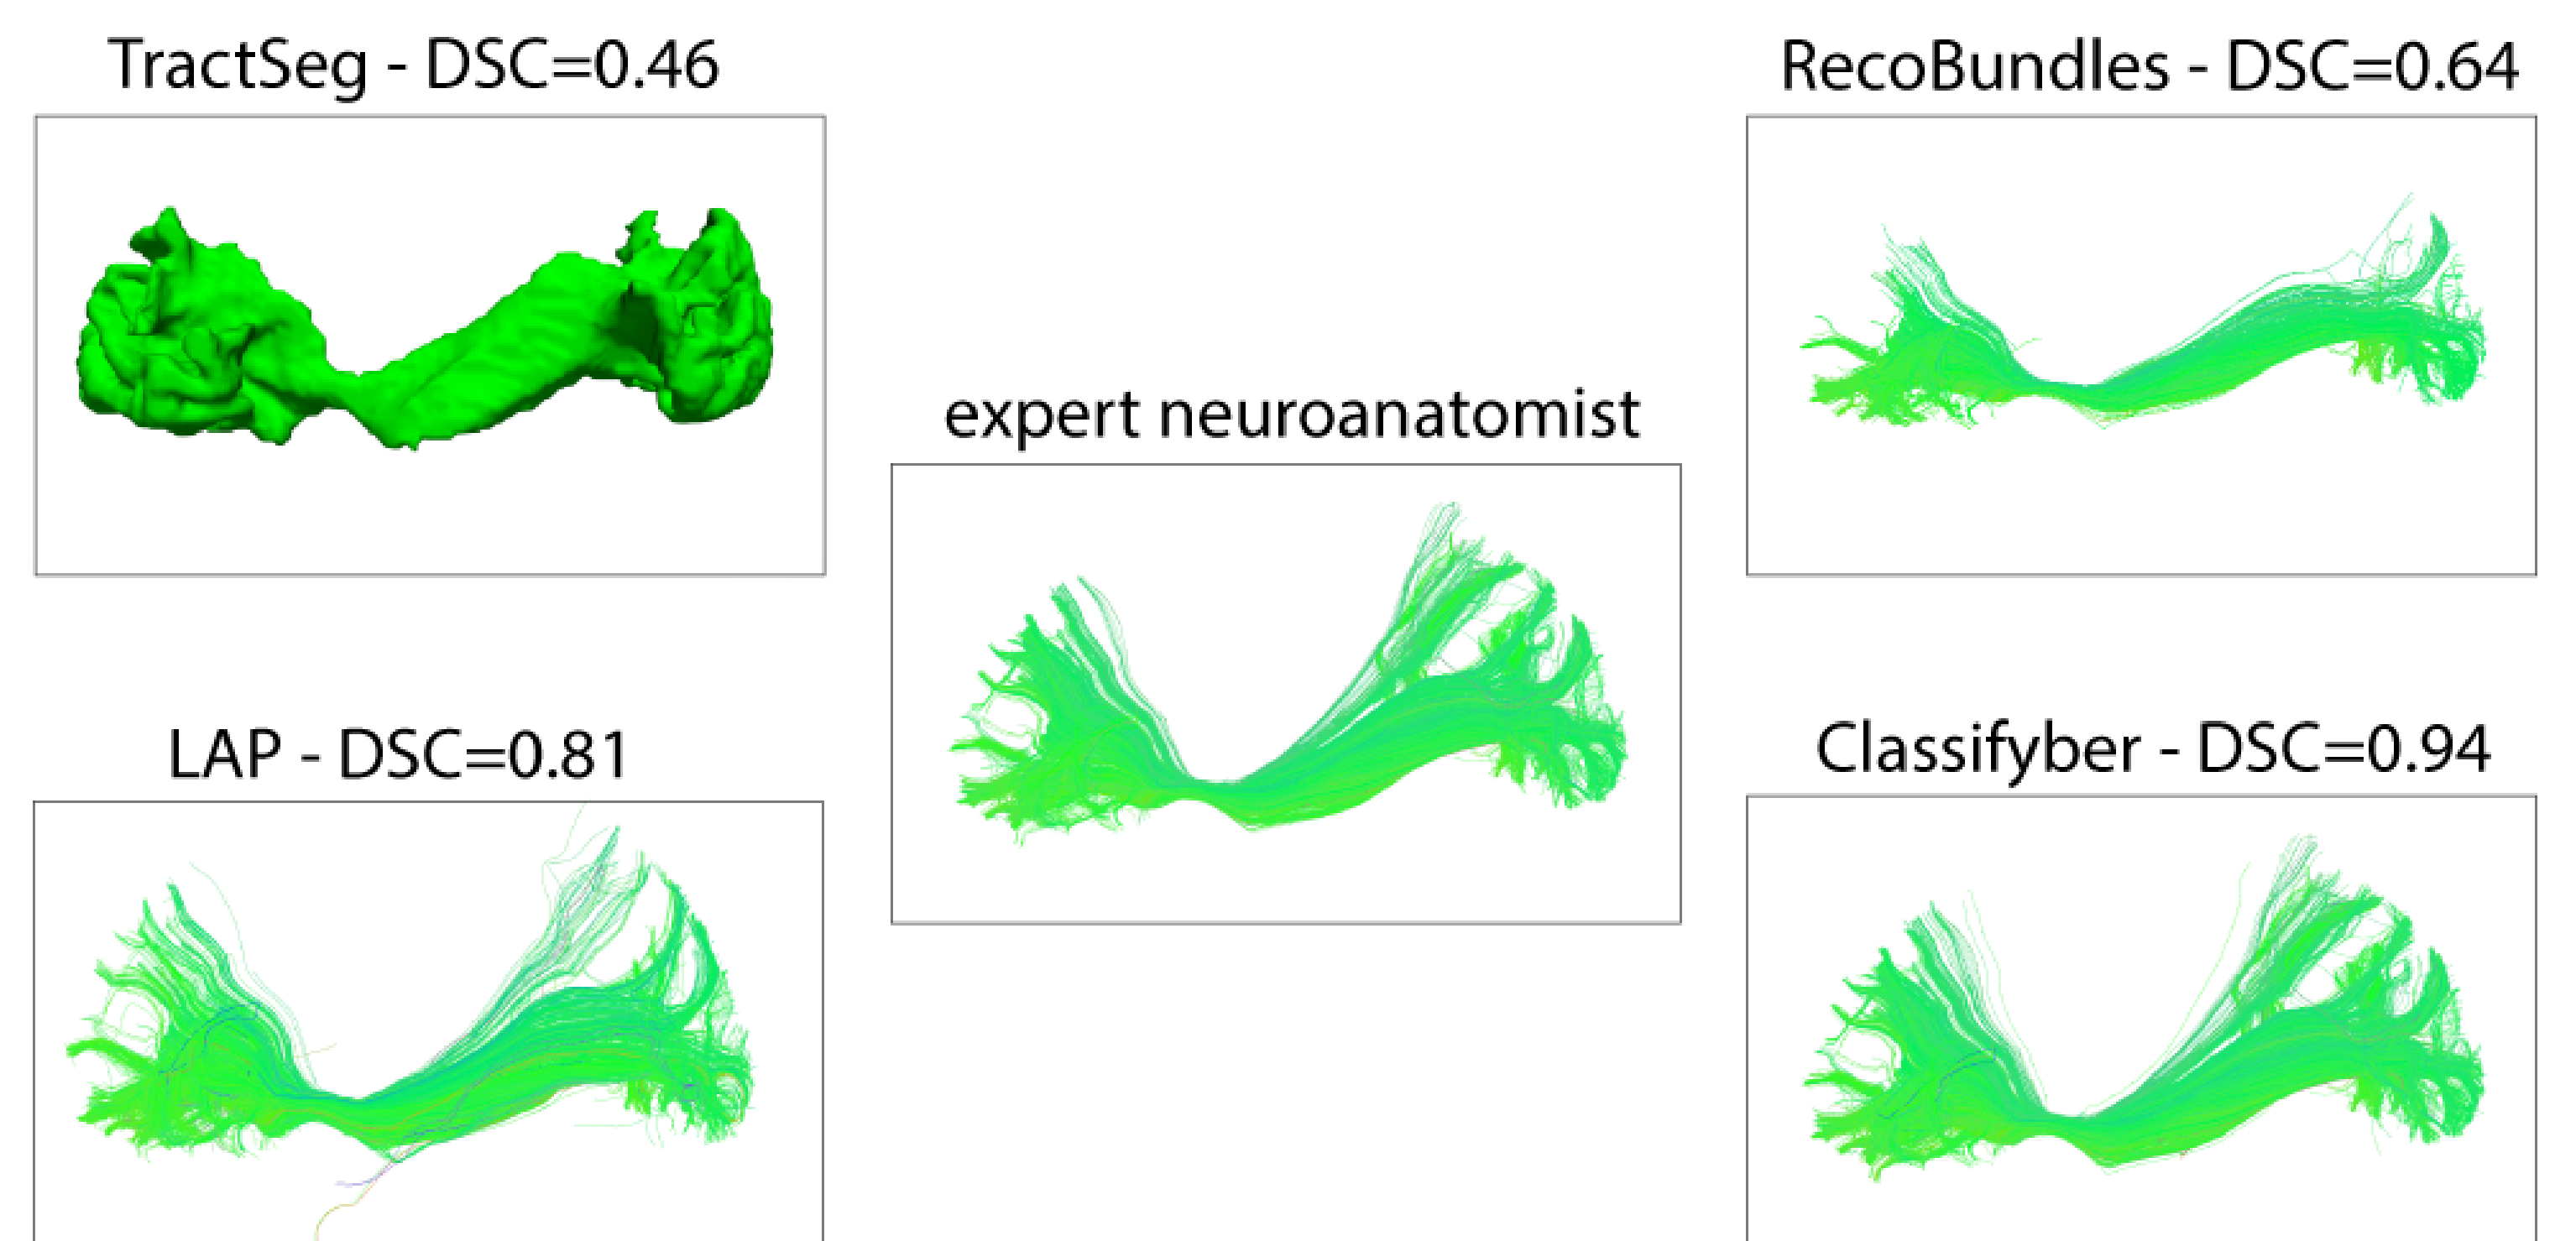 TractSeg - DSC=0.46
RecoBundles - DSC=0.64
expert neuroanatomist
LAP - DSC=0.81
Classifyber - DSC=0.94